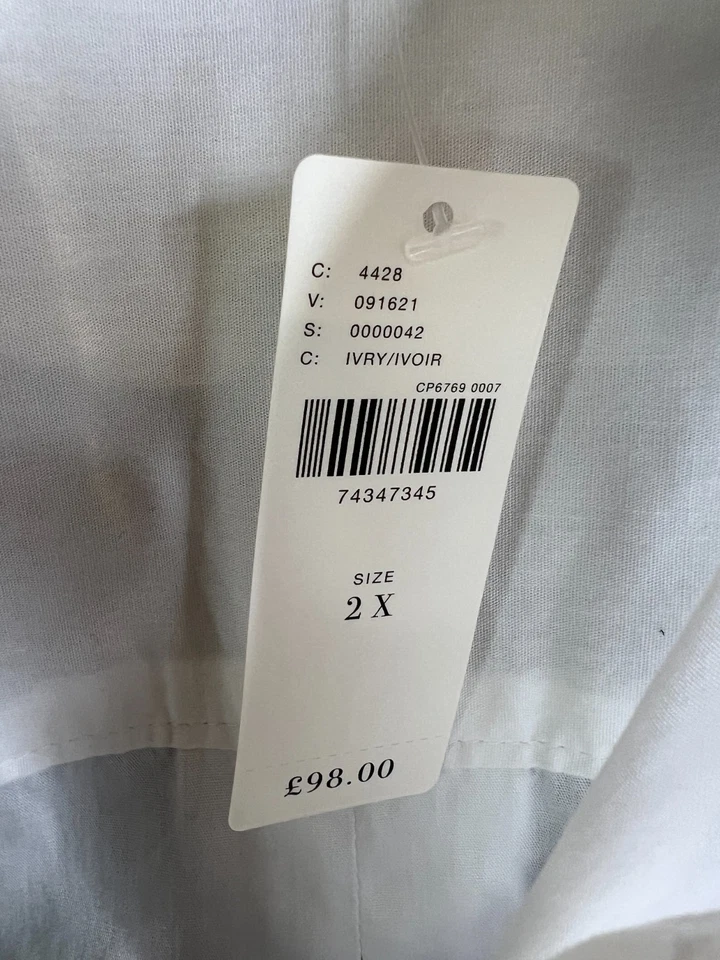 C: 4428
V: 091621
S: 0000042
C: IVRY/IVOIR
CP6769 0007
74347345
SIZE
2 X
£98.00